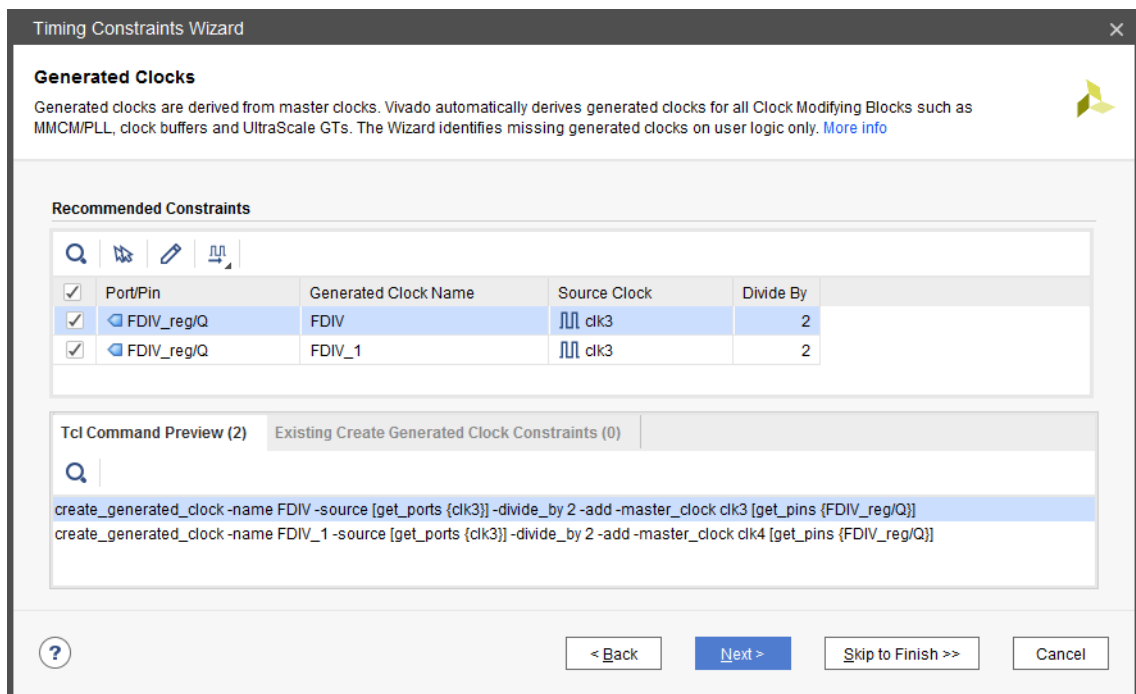 Timing Constraints Wizard
Generated Clocks
Generated clocks are derived from master clocks. Vivado automatically derives generated clocks for all Clock Modifying Blocks such as
MMCM/PLL, clock buffers and UltraScale GTs. The Wizard identifies missing generated clocks on user logic only. More info
Recommended Constraints
Port/Pin Generated Clock Name Source Clock Divide By
FDIV_reg/Q FDIV clk3 2
FDIV_reg/Q FDIV_1 clk3 2
Tcl Command Preview (2) Existing Create Generated Clock Constraints (0)
create_generated_clock -name FDIV -source [get_ports {clk3}] -divide_by 2 -add -master_clock clk3 [get_pins {FDIV_reg/Q}]
create_generated_clock -name FDIV_1 -source [get_ports {clk3}] -divide_by 2 -add -master_clock clk4 [get_pins {FDIV_reg/Q}]
? < Back Next > Skip to Finish >> Cancel